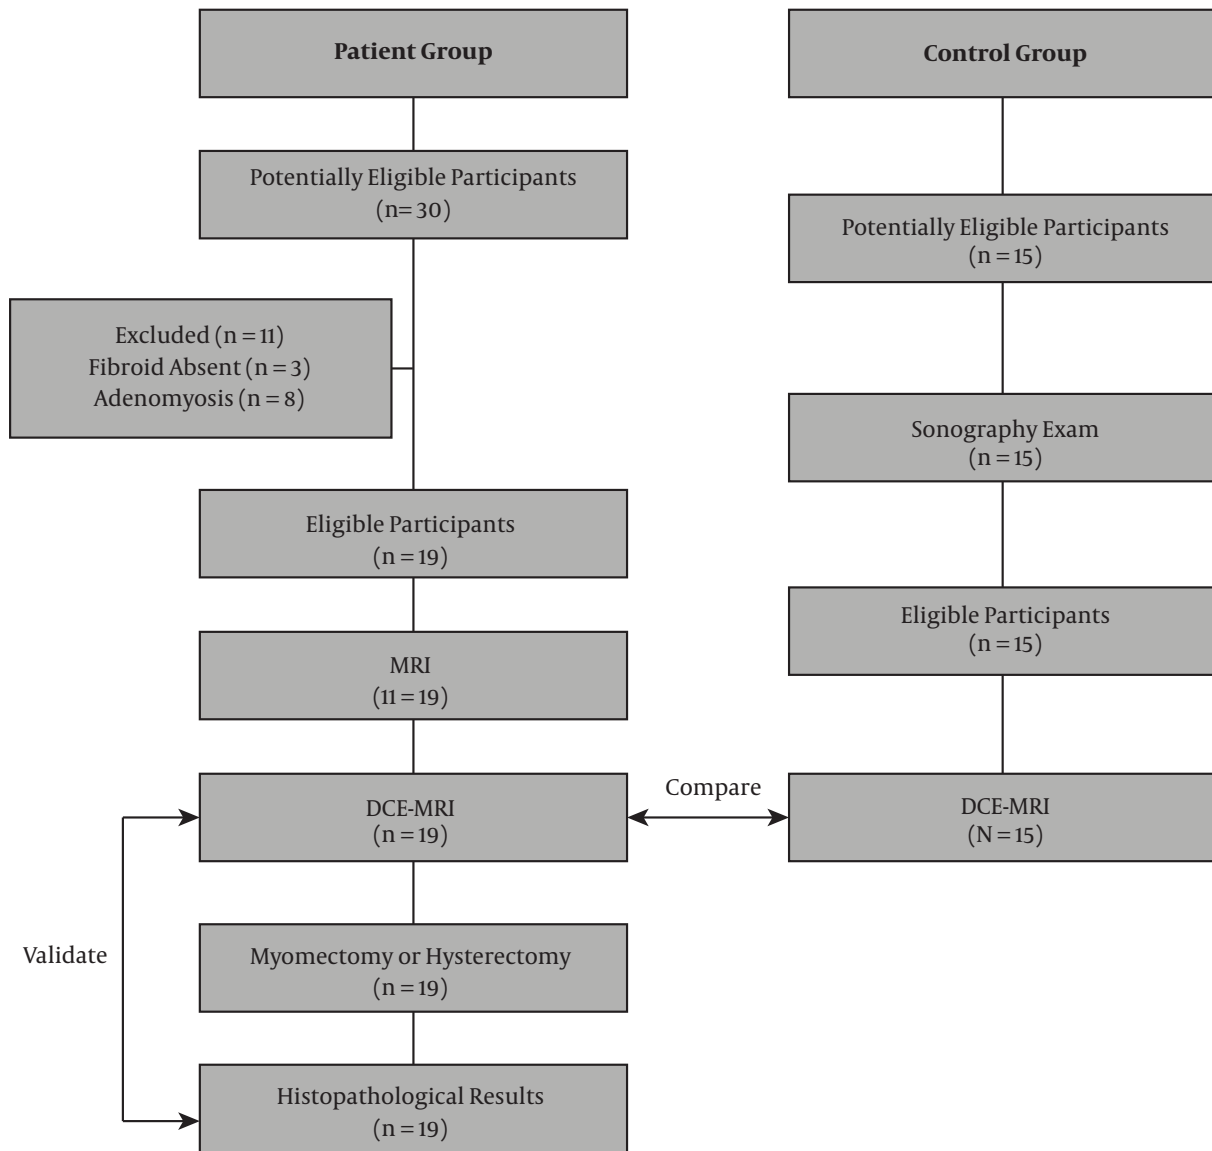 Patient Group
Potentially Eligible Participants
(n= 30)
Excluded (n = 11)
Fibroid Absent (n = 3)
Adenomyosis (n = 8)
Eligible Participants
(n = 19)
MRI
(11 = 19)
DCE-MRI
(n = 19)
Myomectomy or Hysterectomy
(n = 19)
Histopathological Results
(n = 19)
Validate
Compare
Control Group
Potentially Eligible Participants
(n = 15)
Sonography Exam
(n = 15)
Eligible Participants
(n = 15)
DCE-MRI
(N = 15)